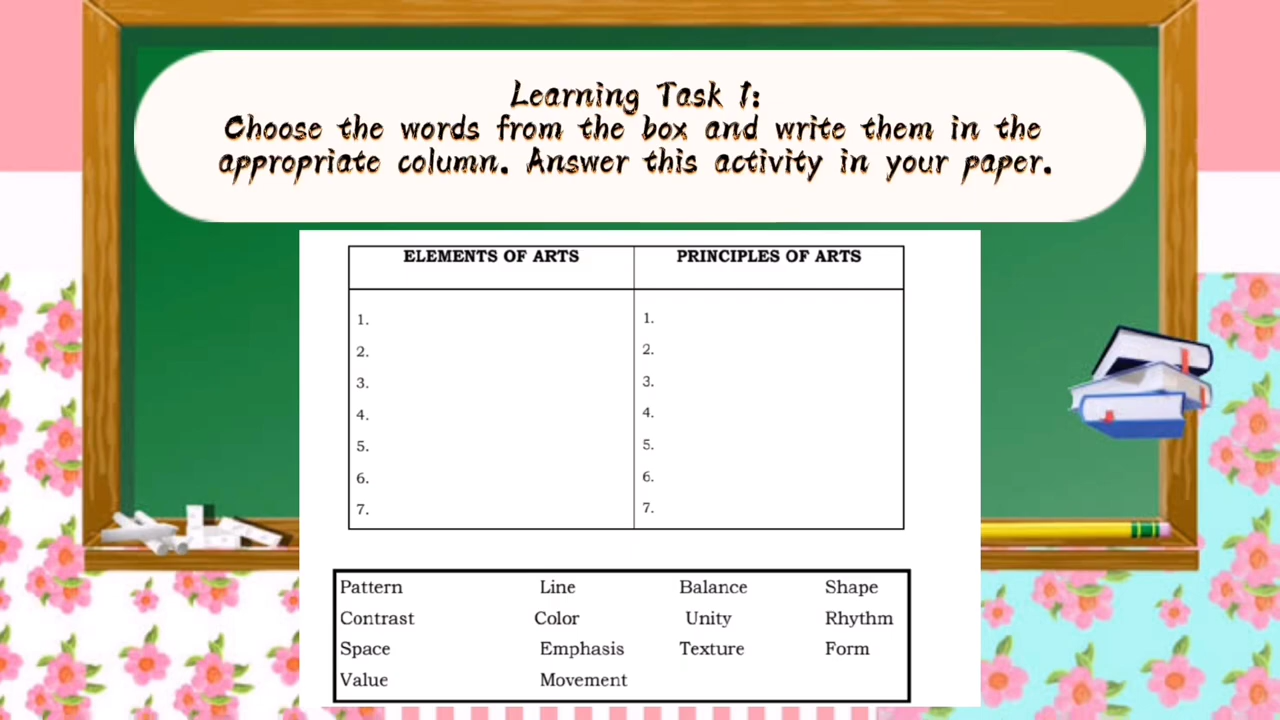 Learning Task 1:
Choose the words from the box and write them in the
appropriate column. Answer this activity in your paper.
ELEMENTS OF ARTS PRINCIPLES OF ARTS
1. 1.
2. 2.
3. 3.
4. 4.
5. 5.
6. 6.
7. 7.
Pattern Line Balance Shape
Contrast Color Unity Rhythm
Space Emphasis Texture Form
Value Movement